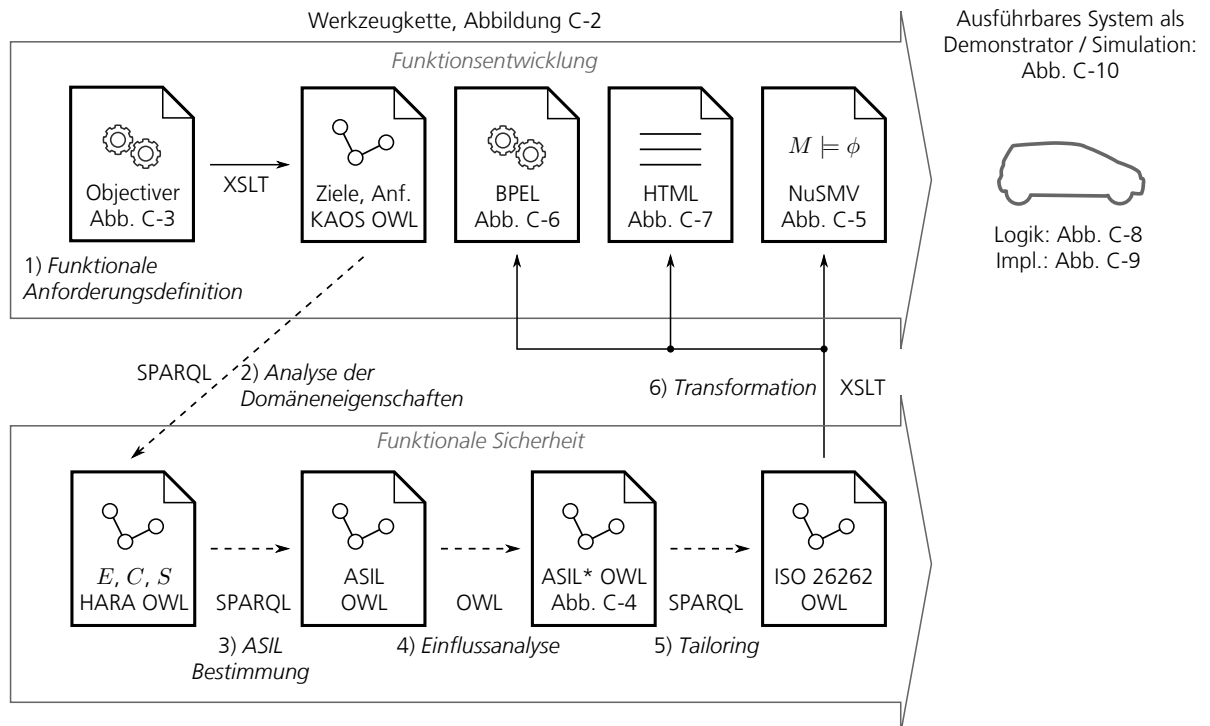 Werkzeugkette, Abbildung C-2
Ausführbares System als
Demonstrator / Simulation:
Abb. C-10
Funktionsentwicklung
Objectiver
Abb. C-3
XSLT
Ziele, Anf.
KAOS OWL
BPEL
Abb. C-6
HTML
Abb. C-7
M ⊨ ϕ
NuSMV
Abb. C-5
Logik: Abb. C-8
Impl.: Abb. C-9
1) Funktionale
Anforderungsdefinition
SPARQL
2) Analyse der
Domäneneigenschaften
6) Transformation
XSLT
Funktionale Sicherheit
E, C, S
HARA OWL
SPARQL
ASIL
OWL
OWL
ASIL* OWL
Abb. C-4
SPARQL
ISO 26262
OWL
3) ASIL
Bestimmung
4) Einflussanalyse
5) Tailoring